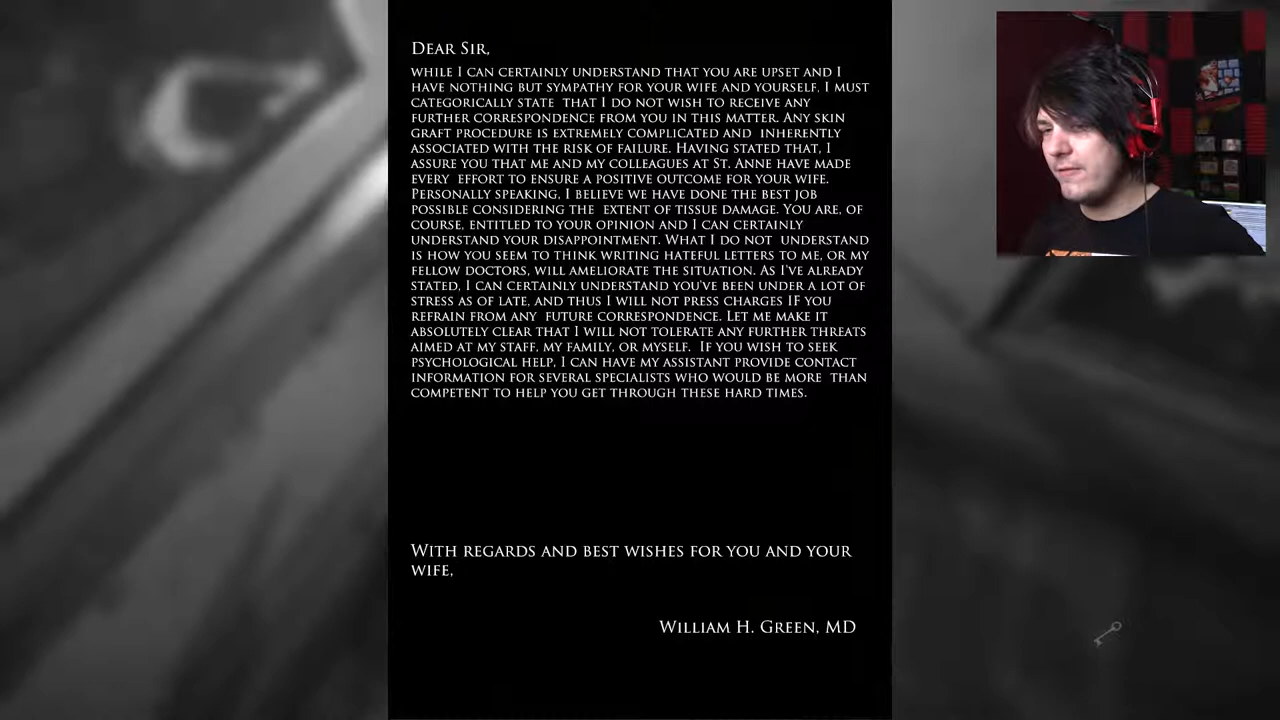 Dear Sir,
while I can certainly understand that you are upset and I
have nothing but sympathy for your wife and yourself, I must
categorically state that I do not wish to receive any
further correspondence from you in this matter. Any skin
graft procedure is extremely complicated and inherently
associated with the risk of failure. Having stated that, I
assure you that me and my colleagues at St. Anne have made
every effort to ensure a positive outcome for your wife.
Personally speaking, I believe we have done the best job
possible considering the extent of tissue damage. You are, of
course, entitled to your opinion and I can certainly
understand your disappointment. What I do not understand
is how you seem to think writing hateful letters to me, or my
fellow doctors, will ameliorate the situation. As I've already
stated, I can certainly understand you've been under a lot of
stress as of late, and thus I will not press charges IF you
refrain from any future correspondence. Let me make it
absolutely clear that I will not tolerate any further threats
aimed at my staff, my family, or myself. If you wish to seek
psychological help, I can have my assistant provide contact
information for several specialists who would be more than
competent to help you get through these hard times.
With regards and best wishes for you and your
wife,
William H. Green, MD